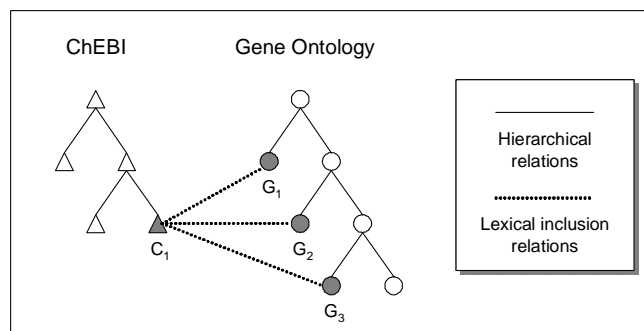 ChEBI
Gene Ontology
G1
C1
G2
G3
Hierarchical
relations
Lexical inclusion
relations